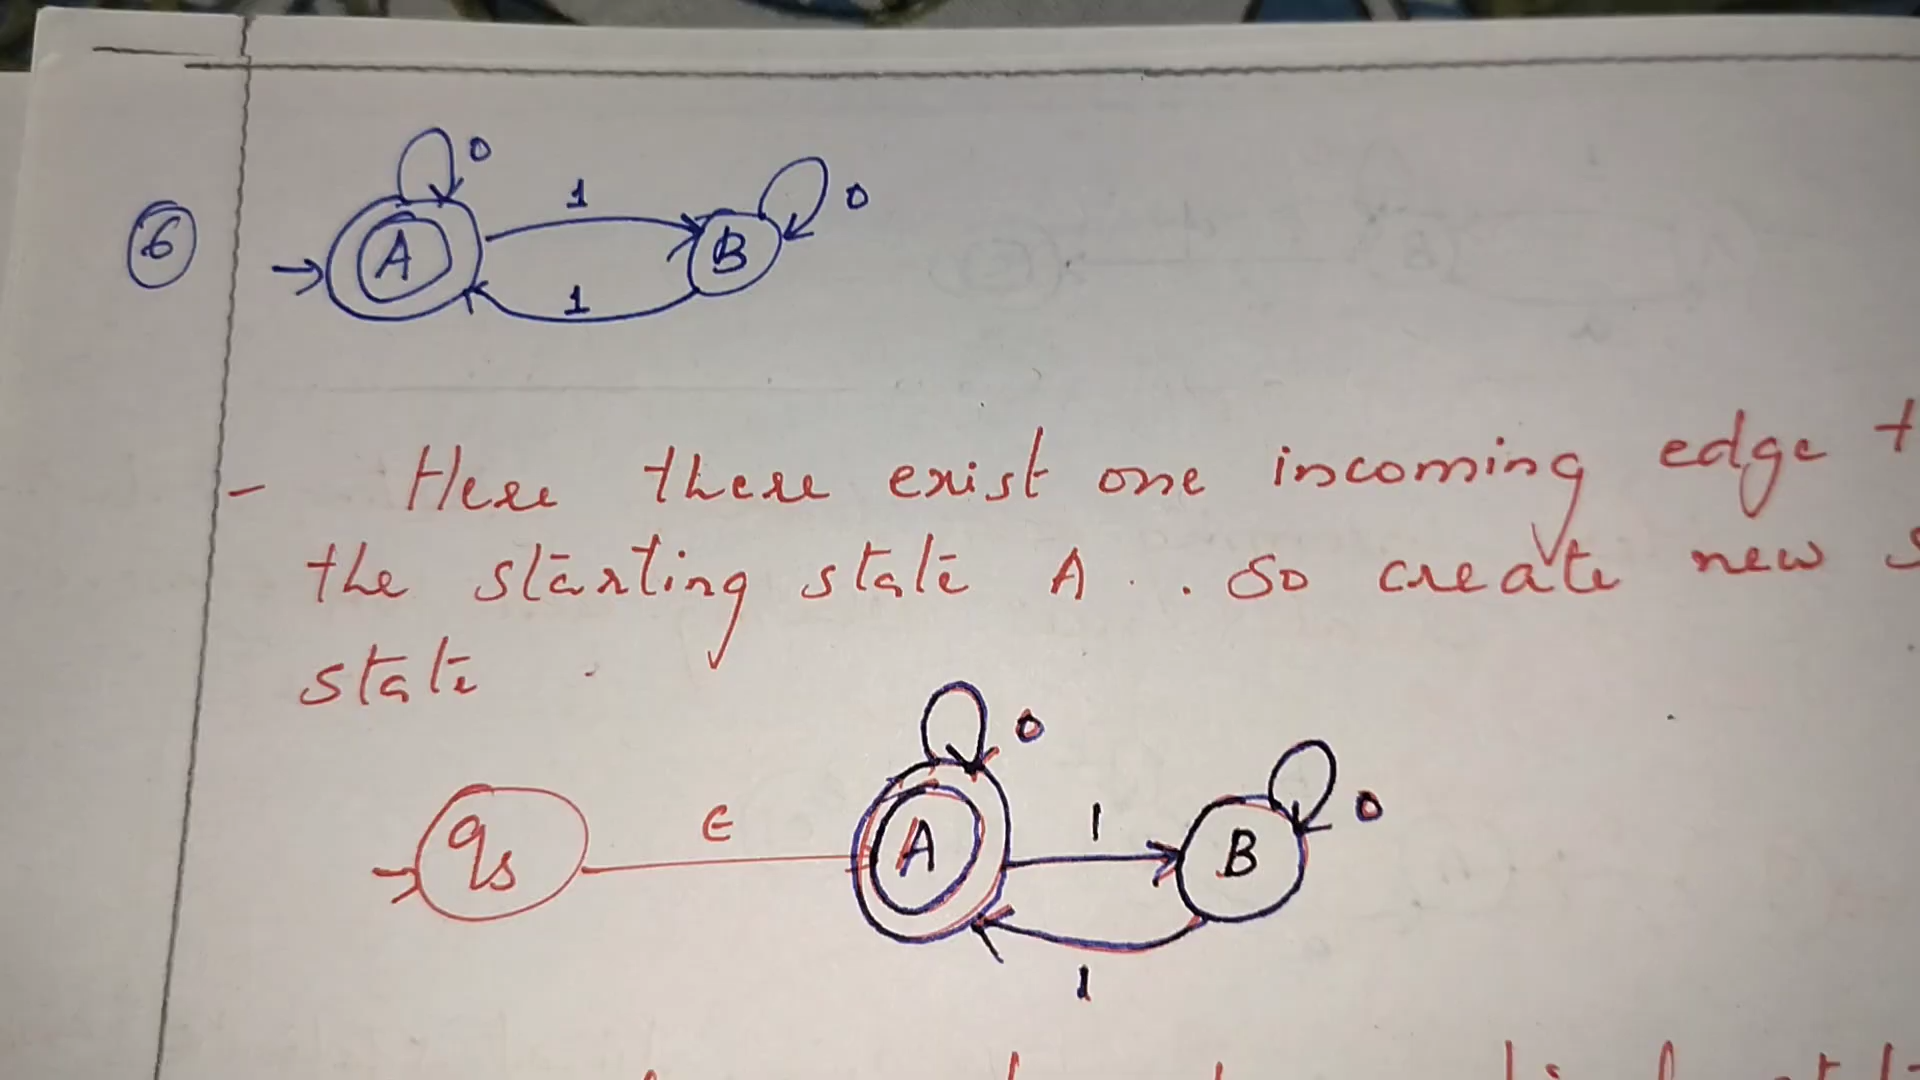 6
0
1
0
A
B
1
- Here there exist one incoming edge
the starting state A . . So create new
state .
0
0
qs
ϵ
A
1
B
1